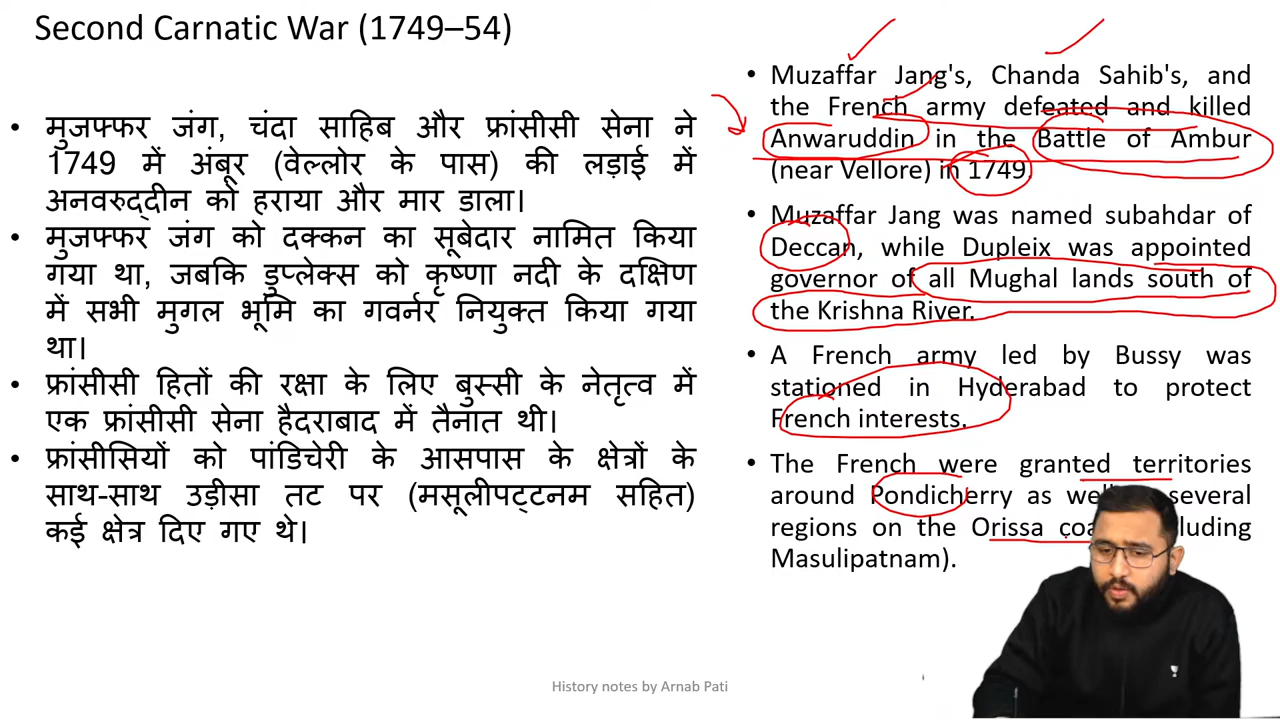 Second Carnatic War (1749–54)
• मुजफ्फर जंग, चंदा साहिब और फ्रांसीसी सेना ने
1749 में अंबूर (वेल्लोर के पास) की लड़ाई में
अनवरुद्दीन को हराया और मार डाला।
• मुजफ्फर जंग को दक्कन का सूबेदार नामित किया
गया था, जबकि डुप्लेक्स को कृष्णा नदी के दक्षिण
में सभी मुगल भूमि का गवर्नर नियुक्त किया गया
था।
• फ्रांसीसी हितों की रक्षा के लिए बुस्सी के नेतृत्व में
एक फ्रांसीसी सेना हैदराबाद में तैनात थी।
• फ्रांसीसियों को पांडिचेरी के आसपास के क्षेत्रों के
साथ-साथ उड़ीसा तट पर (मसूलीपट्टनम सहित)
कई क्षेत्र दिए गए थे।
• Muzaffar Jang's, Chanda Sahib's, and
the French army defeated and killed
Anwaruddin in the Battle of Ambur
(near Vellore) in 1749.
• Muzaffar Jang was named subahdar of
Deccan, while Dupleix was appointed
governor of all Mughal lands south of
the Krishna River.
• A French army led by Bussy was
stationed in Hyderabad to protect
French interests.
• The French were granted territories
around Pondicherry as several
regions on the Orissa
Masulipatnam).
History notes by Arnab Pati